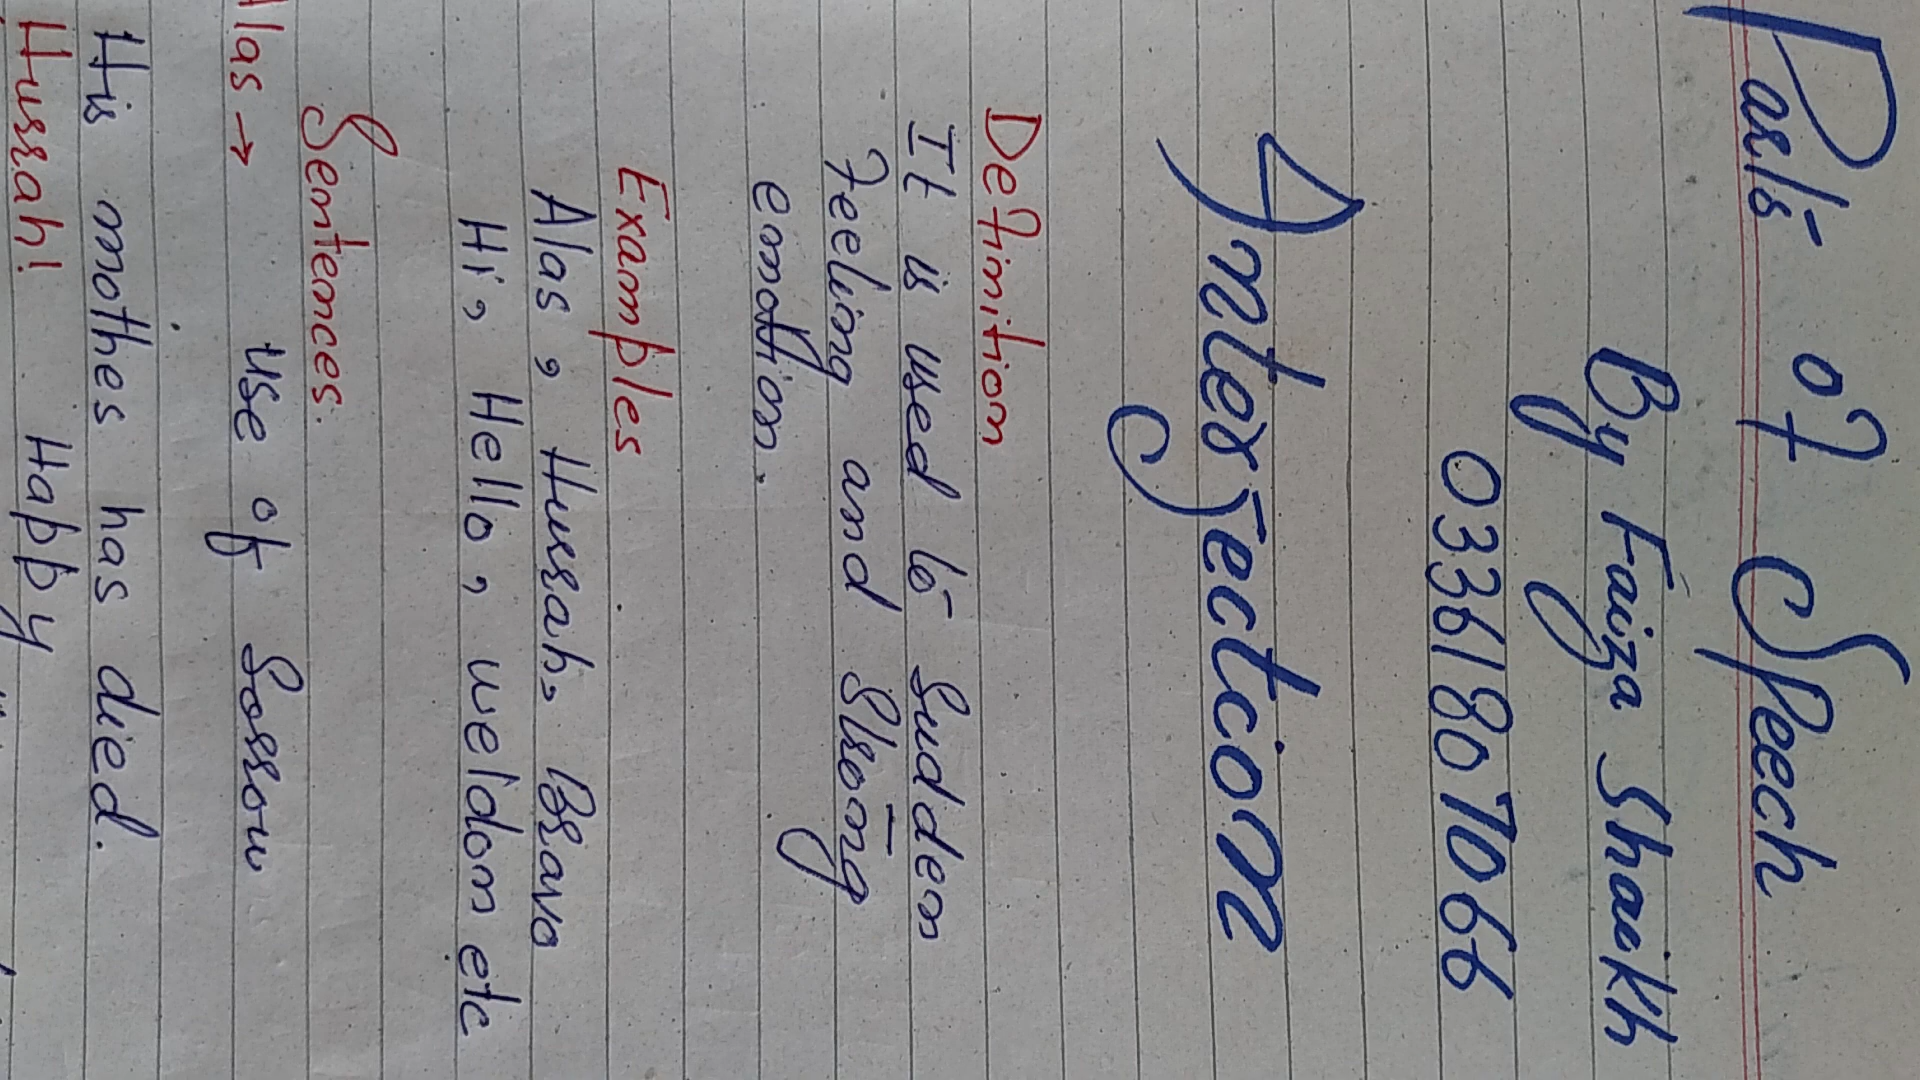 Parts of Speech
By Faiza Shaikh
03361807066
Interjection
Definition
It is used to Sudden
Feeling and Strong
emottion.
Examples
Alas, Hurrah, Bravo
Hi, Hello, weldon etc
Sentences.
Alas → use of Sorrow
His mother has died.
Hurrah! Happy